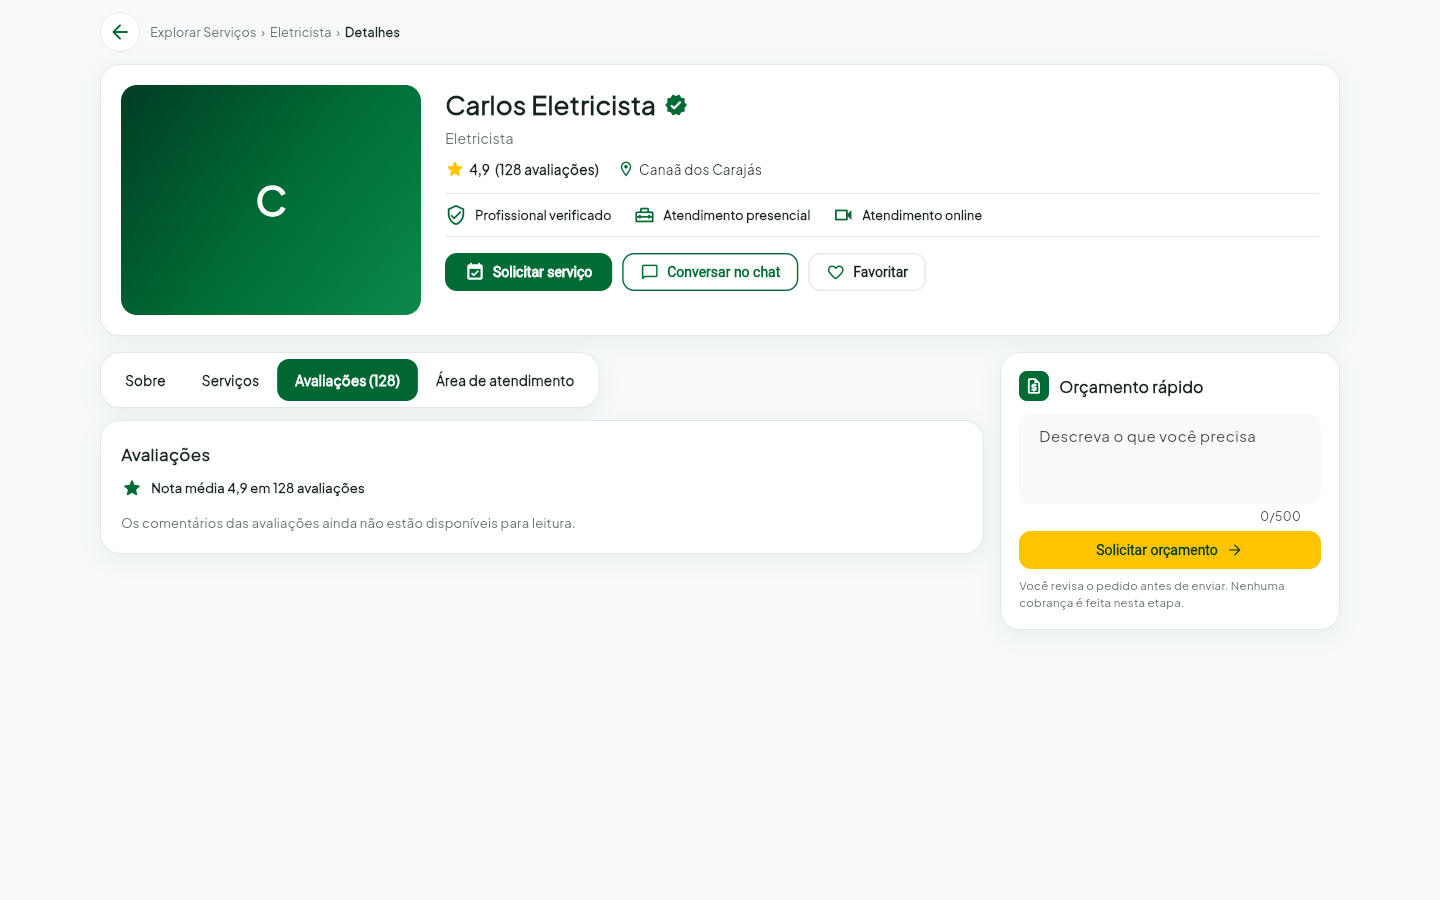 Explorar Serviços › Eletricista › Detalhes
C
Carlos Eletricista
Eletricista
4,9 (128 avaliações) Canaã dos Carajás
Profissional verificado Atendimento presencial Atendimento online
Solicitar serviço Conversar no chat Favoritar
Sobre Serviços Avaliações (128) Área de atendimento
Avaliações
Nota média 4,9 em 128 avaliações
Os comentários das avaliações ainda não estão disponíveis para leitura.
Orçamento rápido
Descreva o que você precisa
0/500
Solicitar orçamento
Você revisa o pedido antes de enviar. Nenhuma
cobrança é feita nesta etapa.